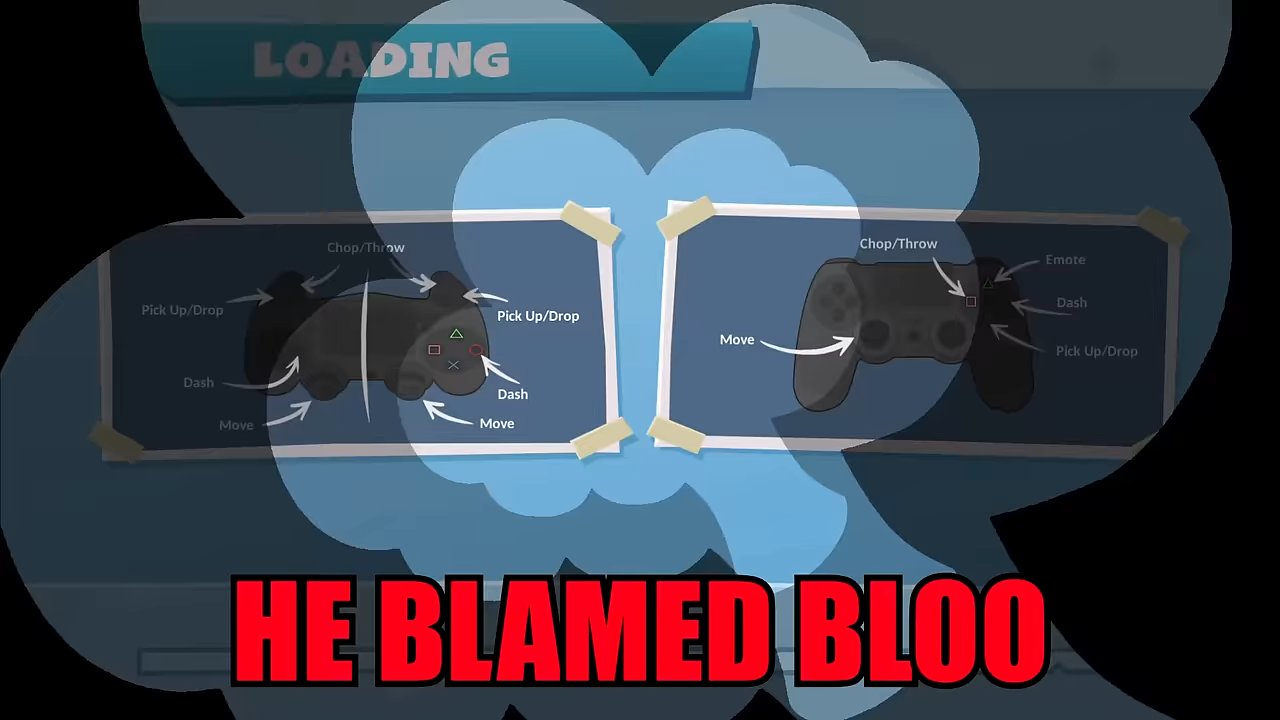 LOADING
Chop/Throw
Pick Up/Drop
Pick Up/Drop
Dash
Dash
Move
Move
Chop/Throw
Emote
Dash
Move
Pick Up/Drop
HE BLAMED BLOO